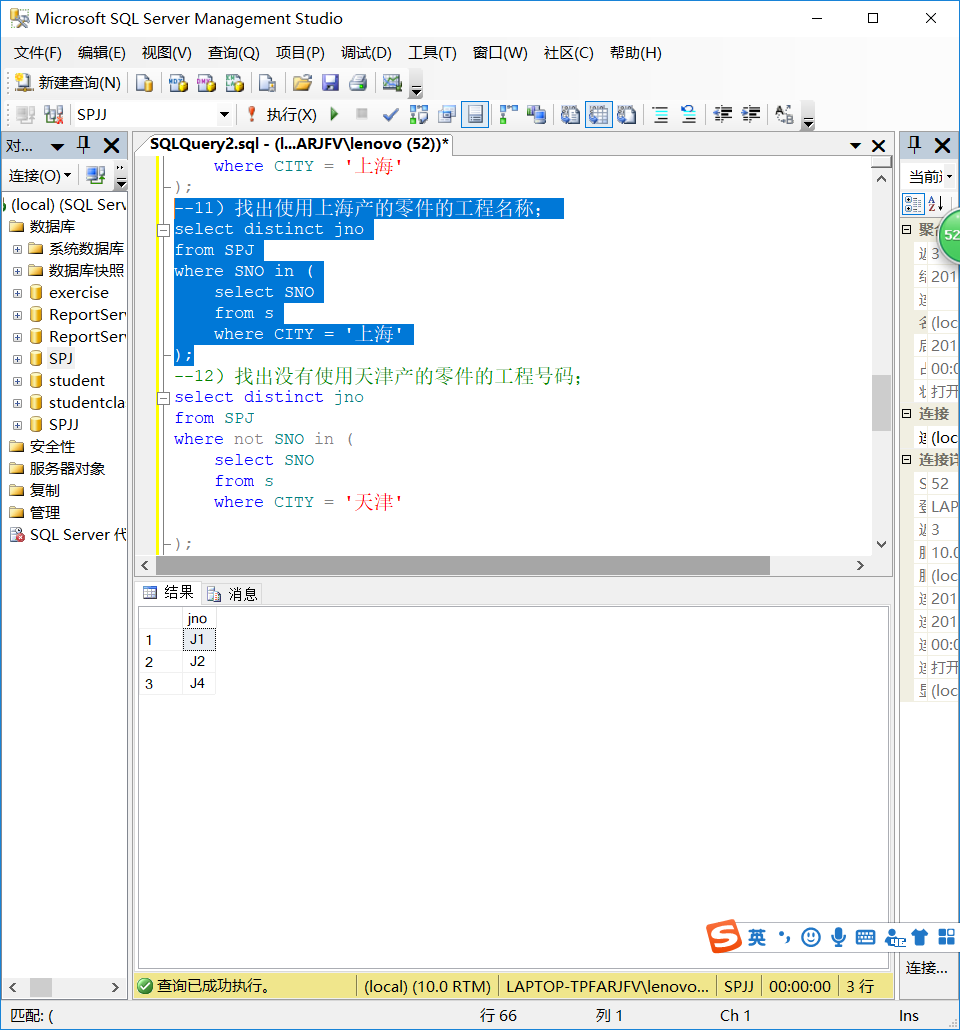 Microsoft SQL Server Management Studio
文件(F) 编辑(E) 视图(V) 查询(Q) 项目(P) 调试(D) 工具(T) 窗口(W) 社区(C) 帮助(H)
新建查询(N)
SPJJ 执行(X)
对... SQLQuery2.sql - (l...ARJFV\lenovo (52))*
连接(O) 当前
(local) (SQL Serv
数据库
系统数据库
数据库快照
exercise
ReportServ
ReportServ
SPJ
student
studentcla
SPJJ
安全性
服务器对象
复制
管理
SQL Server 代
where CITY = '上海'
);
--11）找出使用上海产的零件的工程名称;
select distinct jno
from SPJ
where SNO in (
select SNO
from s
where CITY = '上海'
);
--12）找出没有使用天津产的零件的工程号码;
select distinct jno
from SPJ
where not SNO in (
select SNO
from s
where CITY = '天津'
);
52
3
201
(loc
201
00:0
打开
连接
(loc
连接详
52
LAP
3
10.0
(loc
201
201
00:0
打开
(loc
连接...
结果 消息
jno
1 J1
2 J2
3 J4
英
查询已成功执行。 (local) (10.0 RTM) LAPTOP-TPFARJFV\lenovo... SPJJ 00:00:00 3 行
匹配: ( 行 66 列 1 Ch 1 Ins